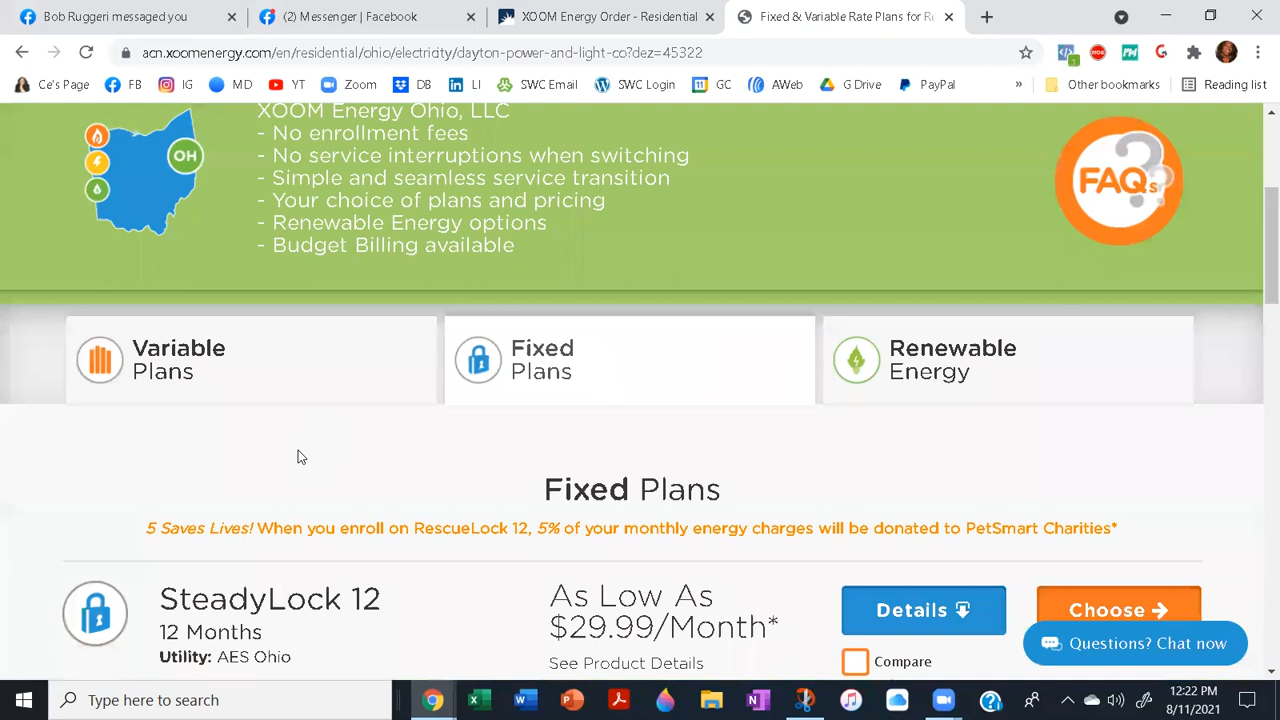 Bob Ruggeri messaged you
(2) Messenger | Facebook
XOOM Energy Order - Residential
Fixed & Variable Rate Plans for Re
acn.xoomenergy.com/en/residential/ohio/electricity/dayton-power-and-light-co?dez=45322
Ce's Page
FB
IG
MD
YT
Zoom
DB
LI
SWC Email
SWC Login
GC
AWeb
G Drive
PayPal
»
Other bookmarks
Reading list
XOOM Energy Ohio, LLC
- No enrollment fees
- No service interruptions when switching
- Simple and seamless service transition
- Your choice of plans and pricing
- Renewable Energy options
- Budget Billing available
OH
FAQs
?
Variable
Plans
Fixed
Plans
Renewable
Energy
Fixed Plans
5 Saves Lives! When you enroll on RescueLock 12, 5% of your monthly energy charges will be donated to PetSmart Charities*
SteadyLock 12
12 Months
Utility: AES Ohio
As Low As
$29.99/Month*
See Product Details
Details
Choose
Compare
Questions? Chat now
Type here to search
12:22 PM
8/11/2021